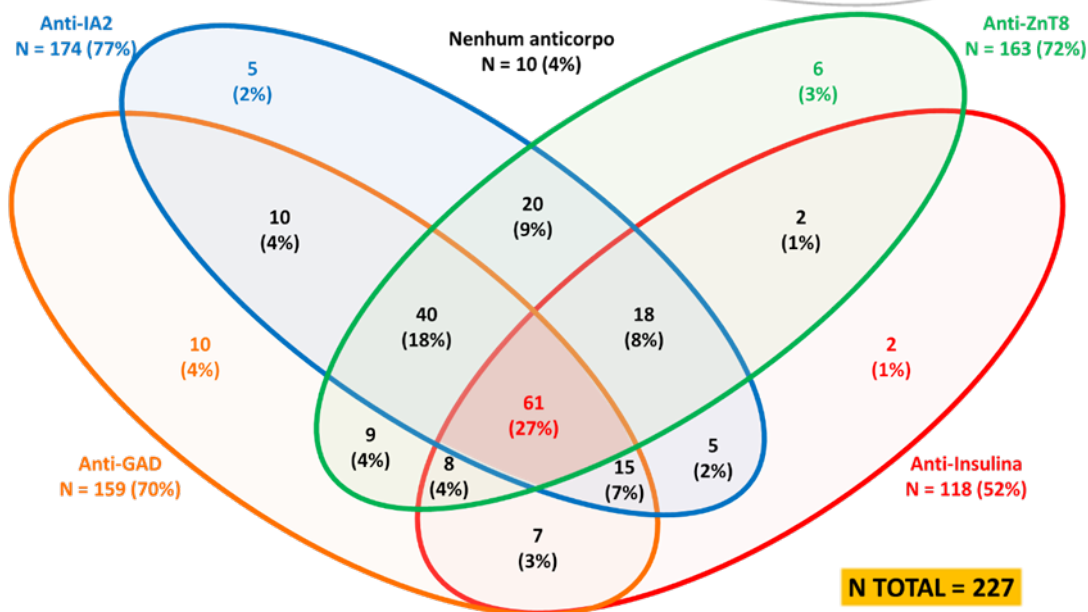 Anti-IA2
N = 174 (77%)
Nenhum anticorpo
N = 10 (4%)
Anti-ZnT8
N = 163 (72%)
5
(2%)
6
(3%)
20
(9%)
10
(4%)
2
(1%)
40
(18%)
18
(8%)
10
(4%)
2
(1%)
61
(27%)
9
(4%)
8
(4%)
15
(7%)
5
(2%)
Anti-GAD
N = 159 (70%)
Anti-Insulina
N = 118 (52%)
7
(3%)
N TOTAL = 227